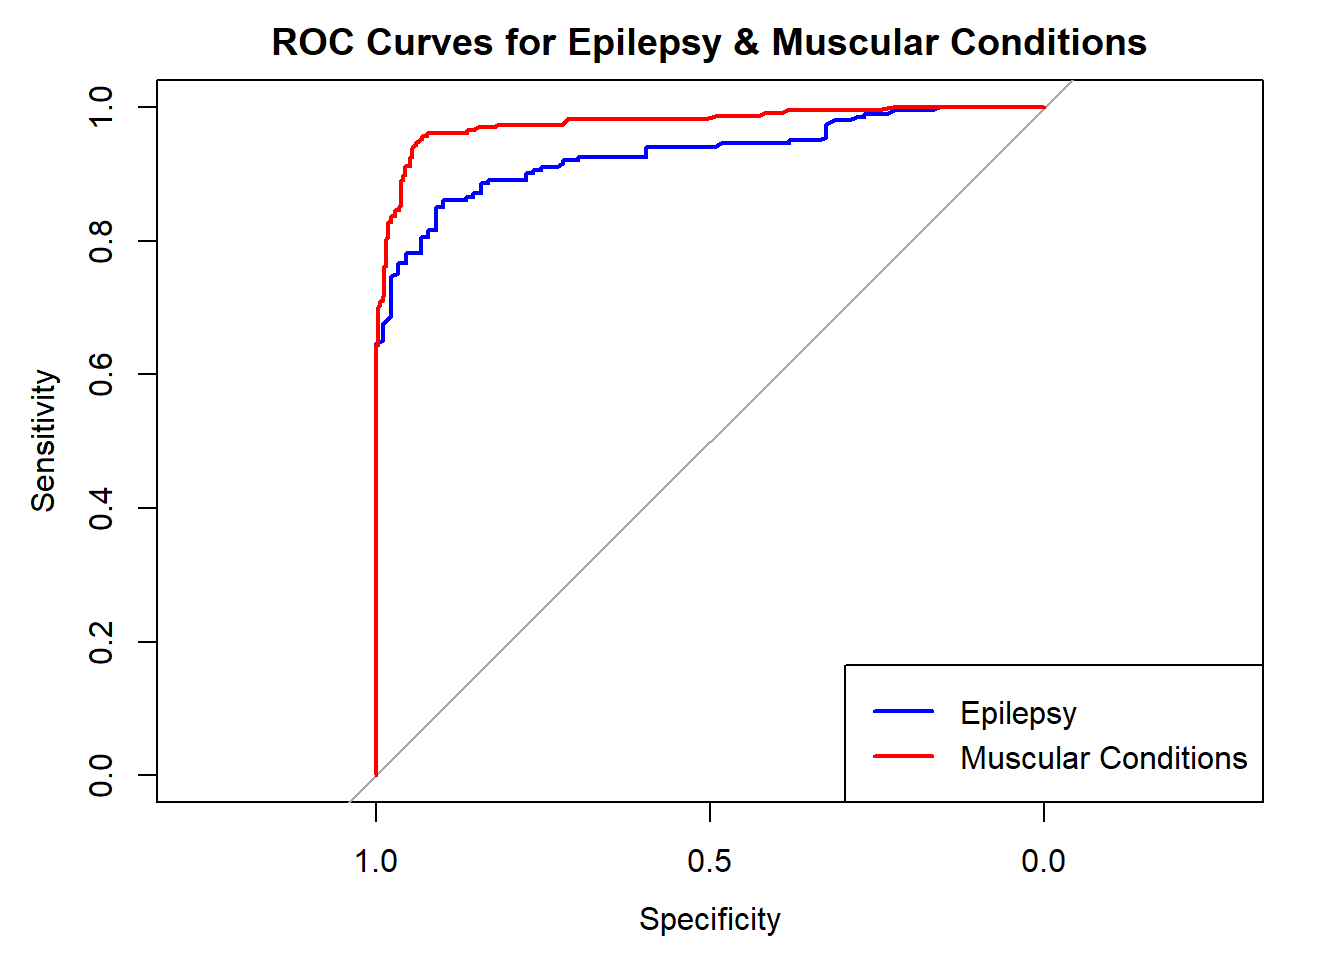 ROC Curves for Epilepsy & Muscular Conditions
Sensitivity
1.0
0.8
0.6
0.4
0.2
0.0
Epilepsy
Muscular Conditions
1.0 0.5 0.0
Specificity